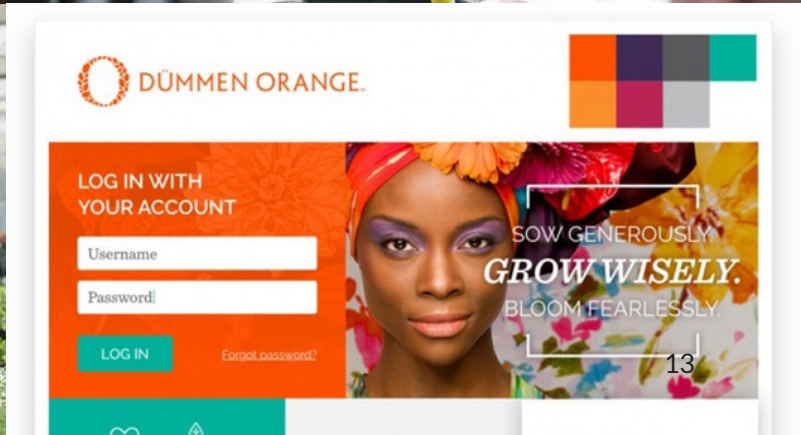 DÜMMEN ORANGE
LOG IN WITH
YOUR ACCOUNT
Username
Password
LOG IN
Forgot password?
SOW GENEROUSLY.
GROW WISELY.
BLOOM FEARLESSLY.
13